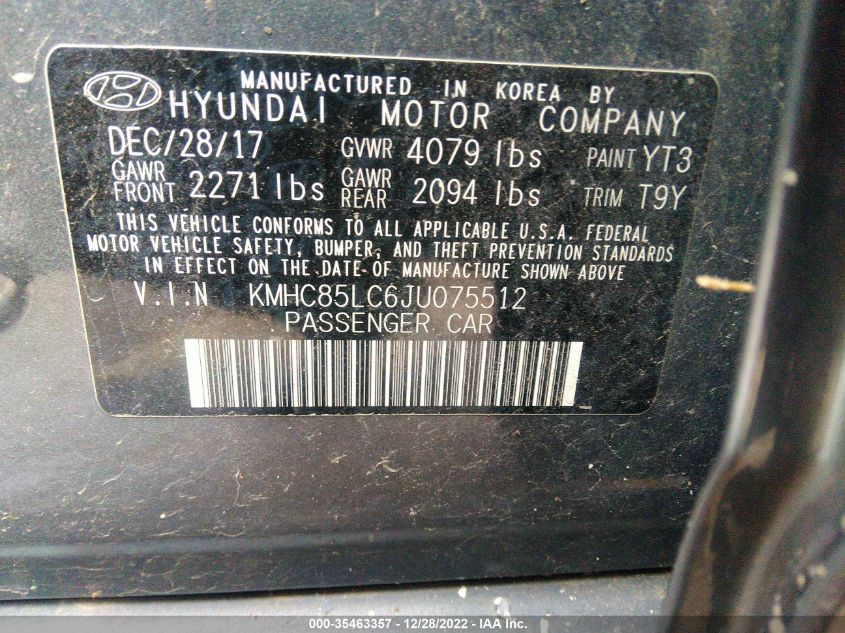 MANUFACTURED IN KOREA BY
HYUNDAI MOTOR COMPANY
DEC/28/17 GVWR 4079 lbs PAINT YT3
GAWR FRONT 2271 lbs GAWR REAR 2094 lbs TRIM T9Y
THIS VEHICLE CONFORMS TO ALL APPLICABLE U.S.A. FEDERAL
MOTOR VEHICLE SAFETY, BUMPER, AND THEFT PREVENTION STANDARDS
IN EFFECT ON THE DATE OF MANUFACTURE SHOWN ABOVE
V.I.N KMHC85LC6JU075512
PASSENGER CAR
000-35463357 - 12/28/2022 - IAA Inc.